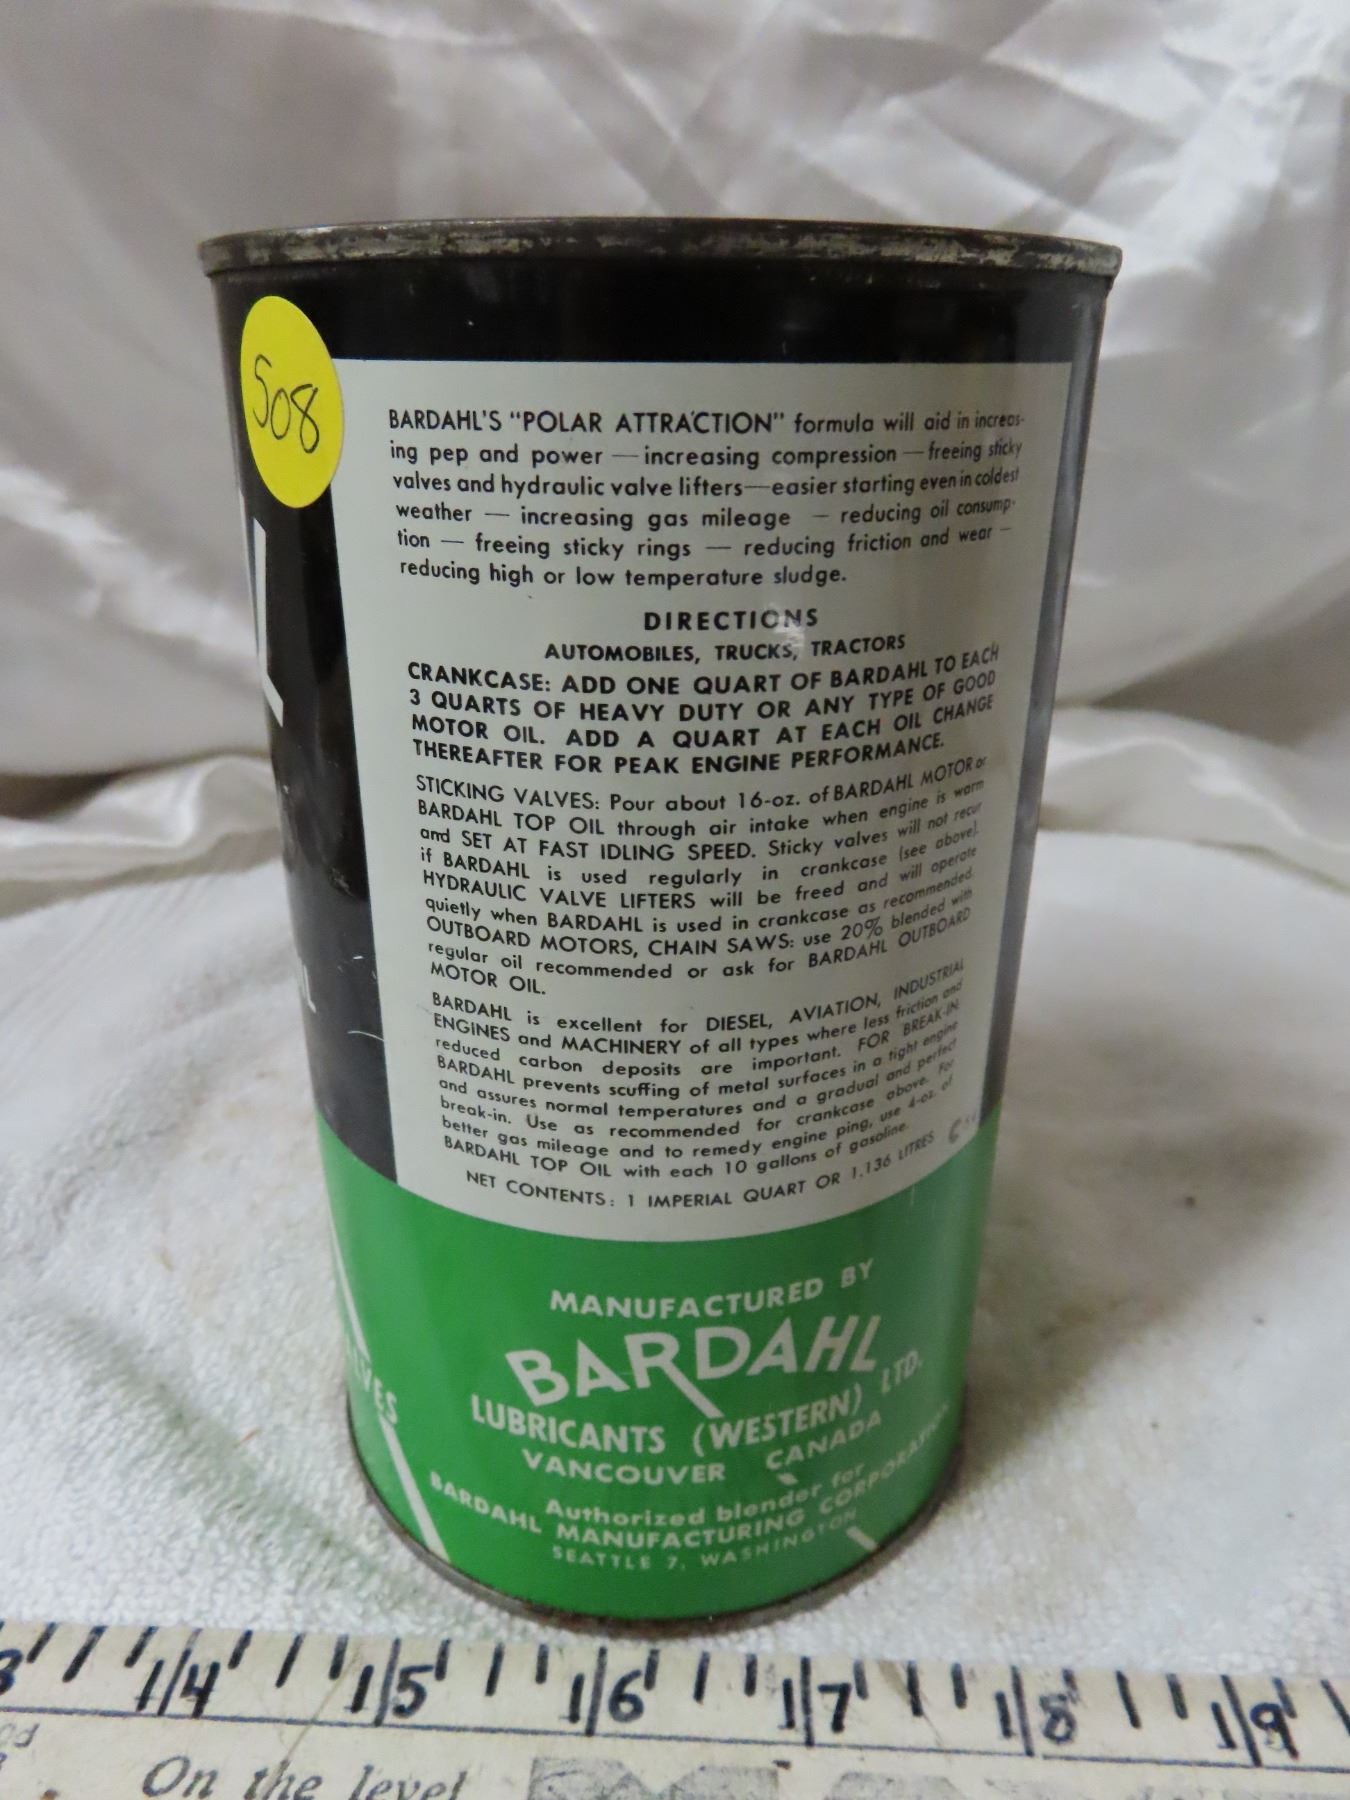 S08
BARDAHL'S "POLAR ATTRACTION" formula will aid in increas-
ing pep and power — increasing compression — freeing sticky
valves and hydraulic valve lifters — easier starting even in coldest
weather — increasing gas mileage — reducing oil consump-
tion — freeing sticky rings — reducing friction and wear —
reducing high or low temperature sludge.
DIRECTIONS
AUTOMOBILES, TRUCKS, TRACTORS
CRANKCASE: ADD ONE QUART OF BARDAHL TO EACH
3 QUARTS OF HEAVY DUTY OR ANY TYPE OF GOOD
MOTOR OIL. ADD A QUART AT EACH OIL CHANGE
THEREAFTER FOR PEAK ENGINE PERFORMANCE.
STICKING VALVES: Pour about 16-oz. of BARDAHL MOTOR or
BARDAHL TOP OIL through air intake when engine is warm
and SET AT FAST IDLING SPEED. Sticky valves will not recur
if BARDAHL is used regularly in crankcase (see above).
HYDRAULIC VALVE LIFTERS will be freed and will operate
quietly when BARDAHL is used in crankcase as recommended.
OUTBOARD MOTORS, CHAIN SAWS: use 20% blended with
regular oil recommended or ask for BARDAHL OUTBOARD
MOTOR OIL.
BARDAHL is excellent for DIESEL, AVIATION, INDUSTRIAL
ENGINES and MACHINERY of all types where less friction and
reduced carbon deposits are important. FOR BREAK-IN:
BARDAHL prevents scuffing of metal surfaces in a tight engine
and assures normal temperatures and a gradual and perfect
break-in. Use as recommended for crankcase above. For
better gas mileage and to remedy engine ping, use 4-oz. of
BARDAHL TOP OIL with each 10 gallons of gasoline.
NET CONTENTS: 1 IMPERIAL QUART OR 1.136 LITRES
MANUFACTURED BY
BARDAHL
LUBRICANTS (WESTERN) LTD.
VANCOUVER CANADA
Authorized blender for
BARDAHL MANUFACTURING CORPORATION
SEATTLE 7, WASHINGTON
14 15 16 17 18 19
On the level